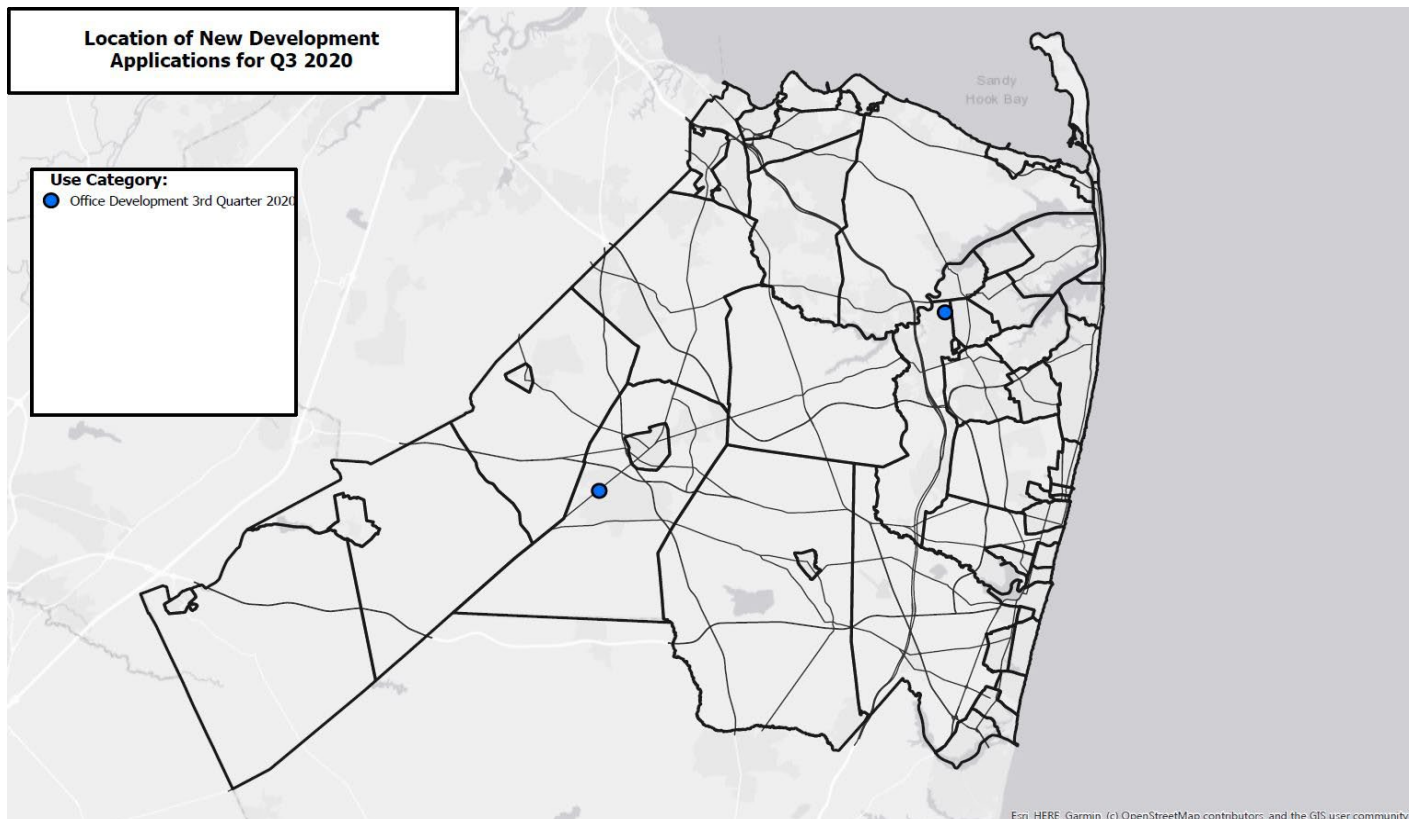 Location of New Development
Applications for Q3 2020
Sandy
Hook Bay
Use Category:
Office Development 3rd Quarter 2020
Esri, HERE, Garmin, (c) OpenStreetMap contributors, and the GIS user community